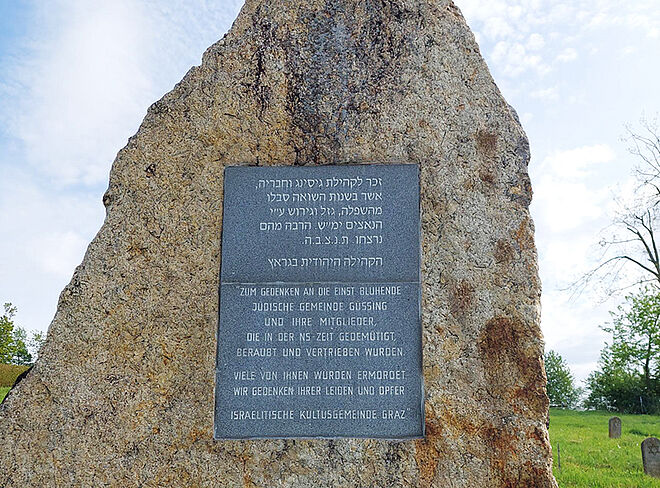 זכר לקהילת גיסינג וחבריה,
אשר בשנות השואה סבלו
מהשפלה, גזל וגירוש ע״י
הנאצים ימ״ש. הרבה מהם
נרצחו. ת.נ.צ.ב.ה.
הקהילה היהודית בגראץ
"ZUM GEDENKEN AN DIE EINST BLÜHENDE
JÜDISCHE GEMEINDE GÜSSING
UND IHRE MITGLIEDER,
DIE IN DER NS-ZEIT GEDEMÜTIGT,
BERAUBT UND VERTRIEBEN WURDEN.
VIELE VON IHNEN WURDEN ERMORDET
WIR GEDENKEN IHRER LEIDEN UND OPFER
ISRAELITISCHE KULTUSGEMEINDE GRAZ"